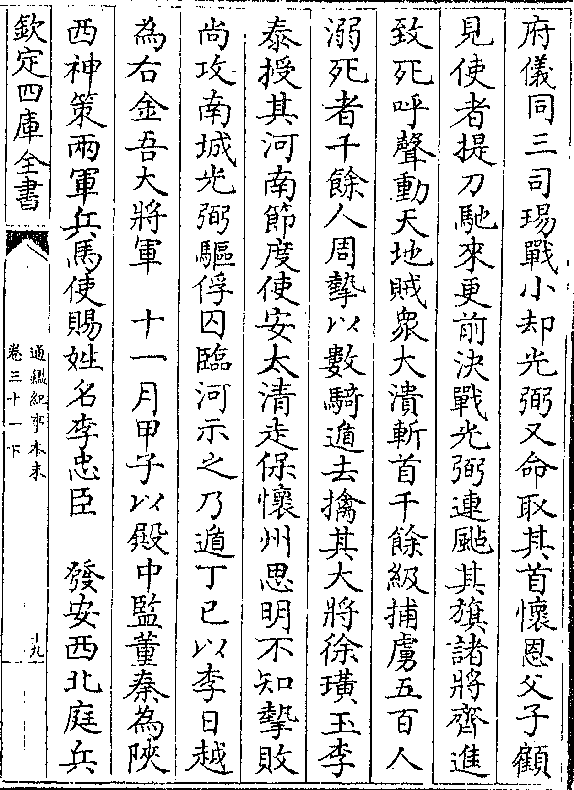 府儀同三司瑒戰小却光弼又命取其首懷恩父子顧
見使者提刀馳來更前決戰光弼連颭其旗諸將齊進
致死呼聲動天地賊衆大潰斬首千餘級捕虜五百人
溺死者千餘人周摯以數騎遁去擒其大將徐璜玉李
秦授其河南節度使安太清走保懷州思明不知摯敗
尚攻南城光弼驅俘囚臨河示之乃遁丁巳以李日越
為右金吾大將軍　十一月甲子以殿中監董秦為陜
西神策兩軍兵馬使賜姓名李忠臣　發安西北庭兵
欽定四庫全書
通鑑紀事本末
卷三十一下
十九